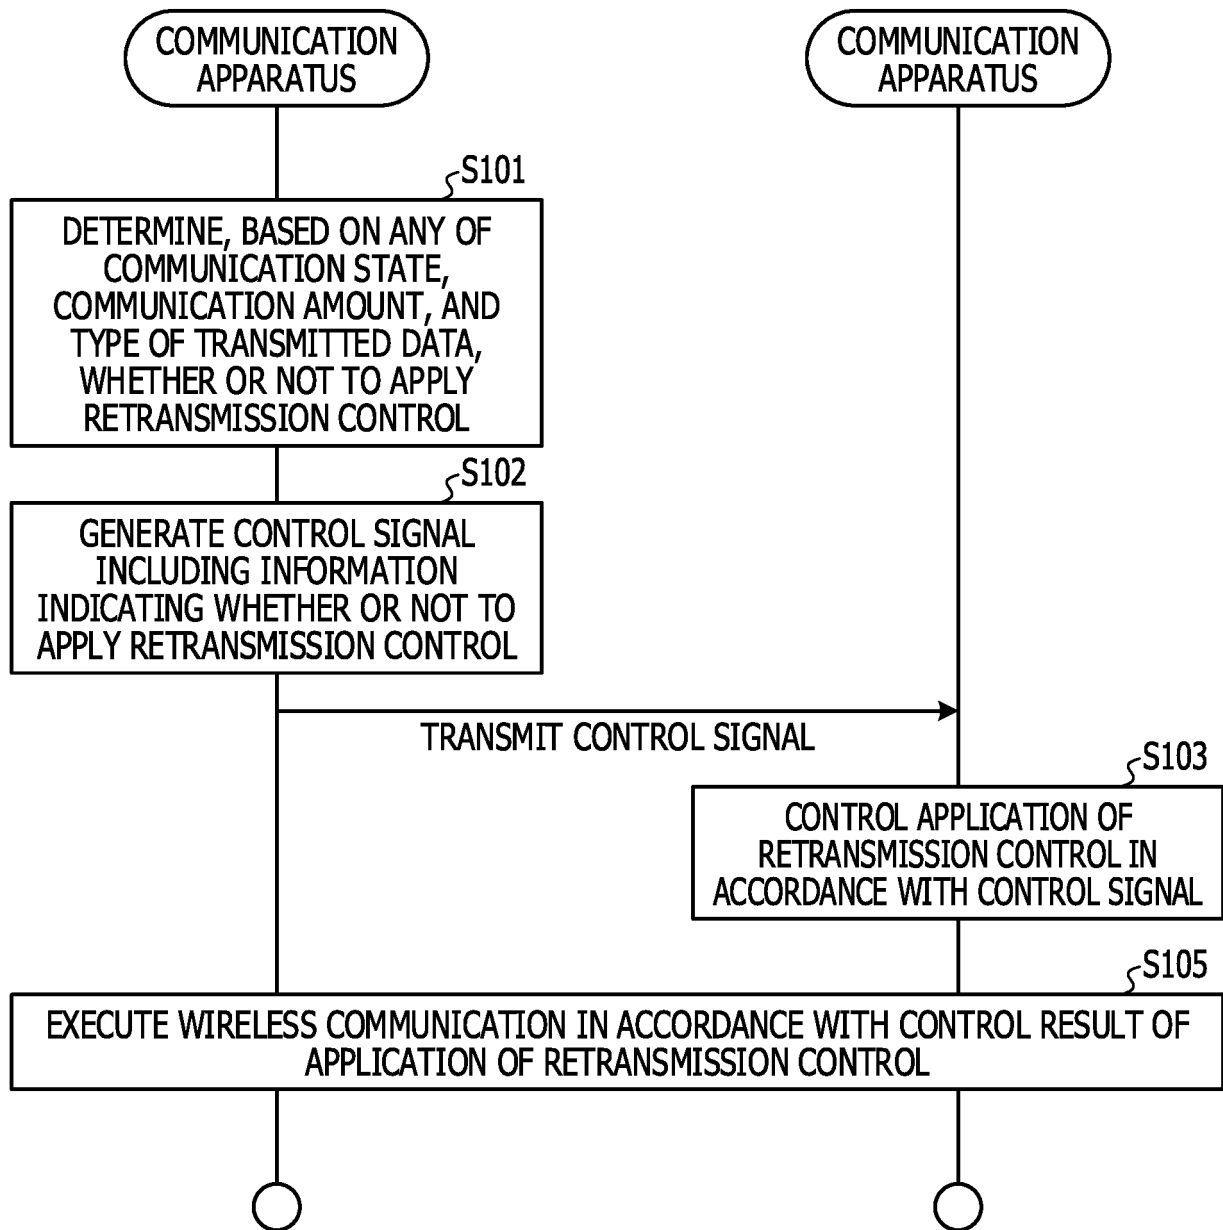 COMMUNICATION
APPARATUS
COMMUNICATION
APPARATUS
S101
DETERMINE, BASED ON ANY OF
COMMUNICATION STATE,
COMMUNICATION AMOUNT, AND
TYPE OF TRANSMITTED DATA,
WHETHER OR NOT TO APPLY
RETRANSMISSION CONTROL
S102
GENERATE CONTROL SIGNAL
INCLUDING INFORMATION
INDICATING WHETHER OR NOT TO
APPLY RETRANSMISSION CONTROL
TRANSMIT CONTROL SIGNAL
S103
CONTROL APPLICATION OF
RETRANSMISSION CONTROL IN
ACCORDANCE WITH CONTROL SIGNAL
S105
EXECUTE WIRELESS COMMUNICATION IN ACCORDANCE WITH CONTROL RESULT OF
APPLICATION OF RETRANSMISSION CONTROL